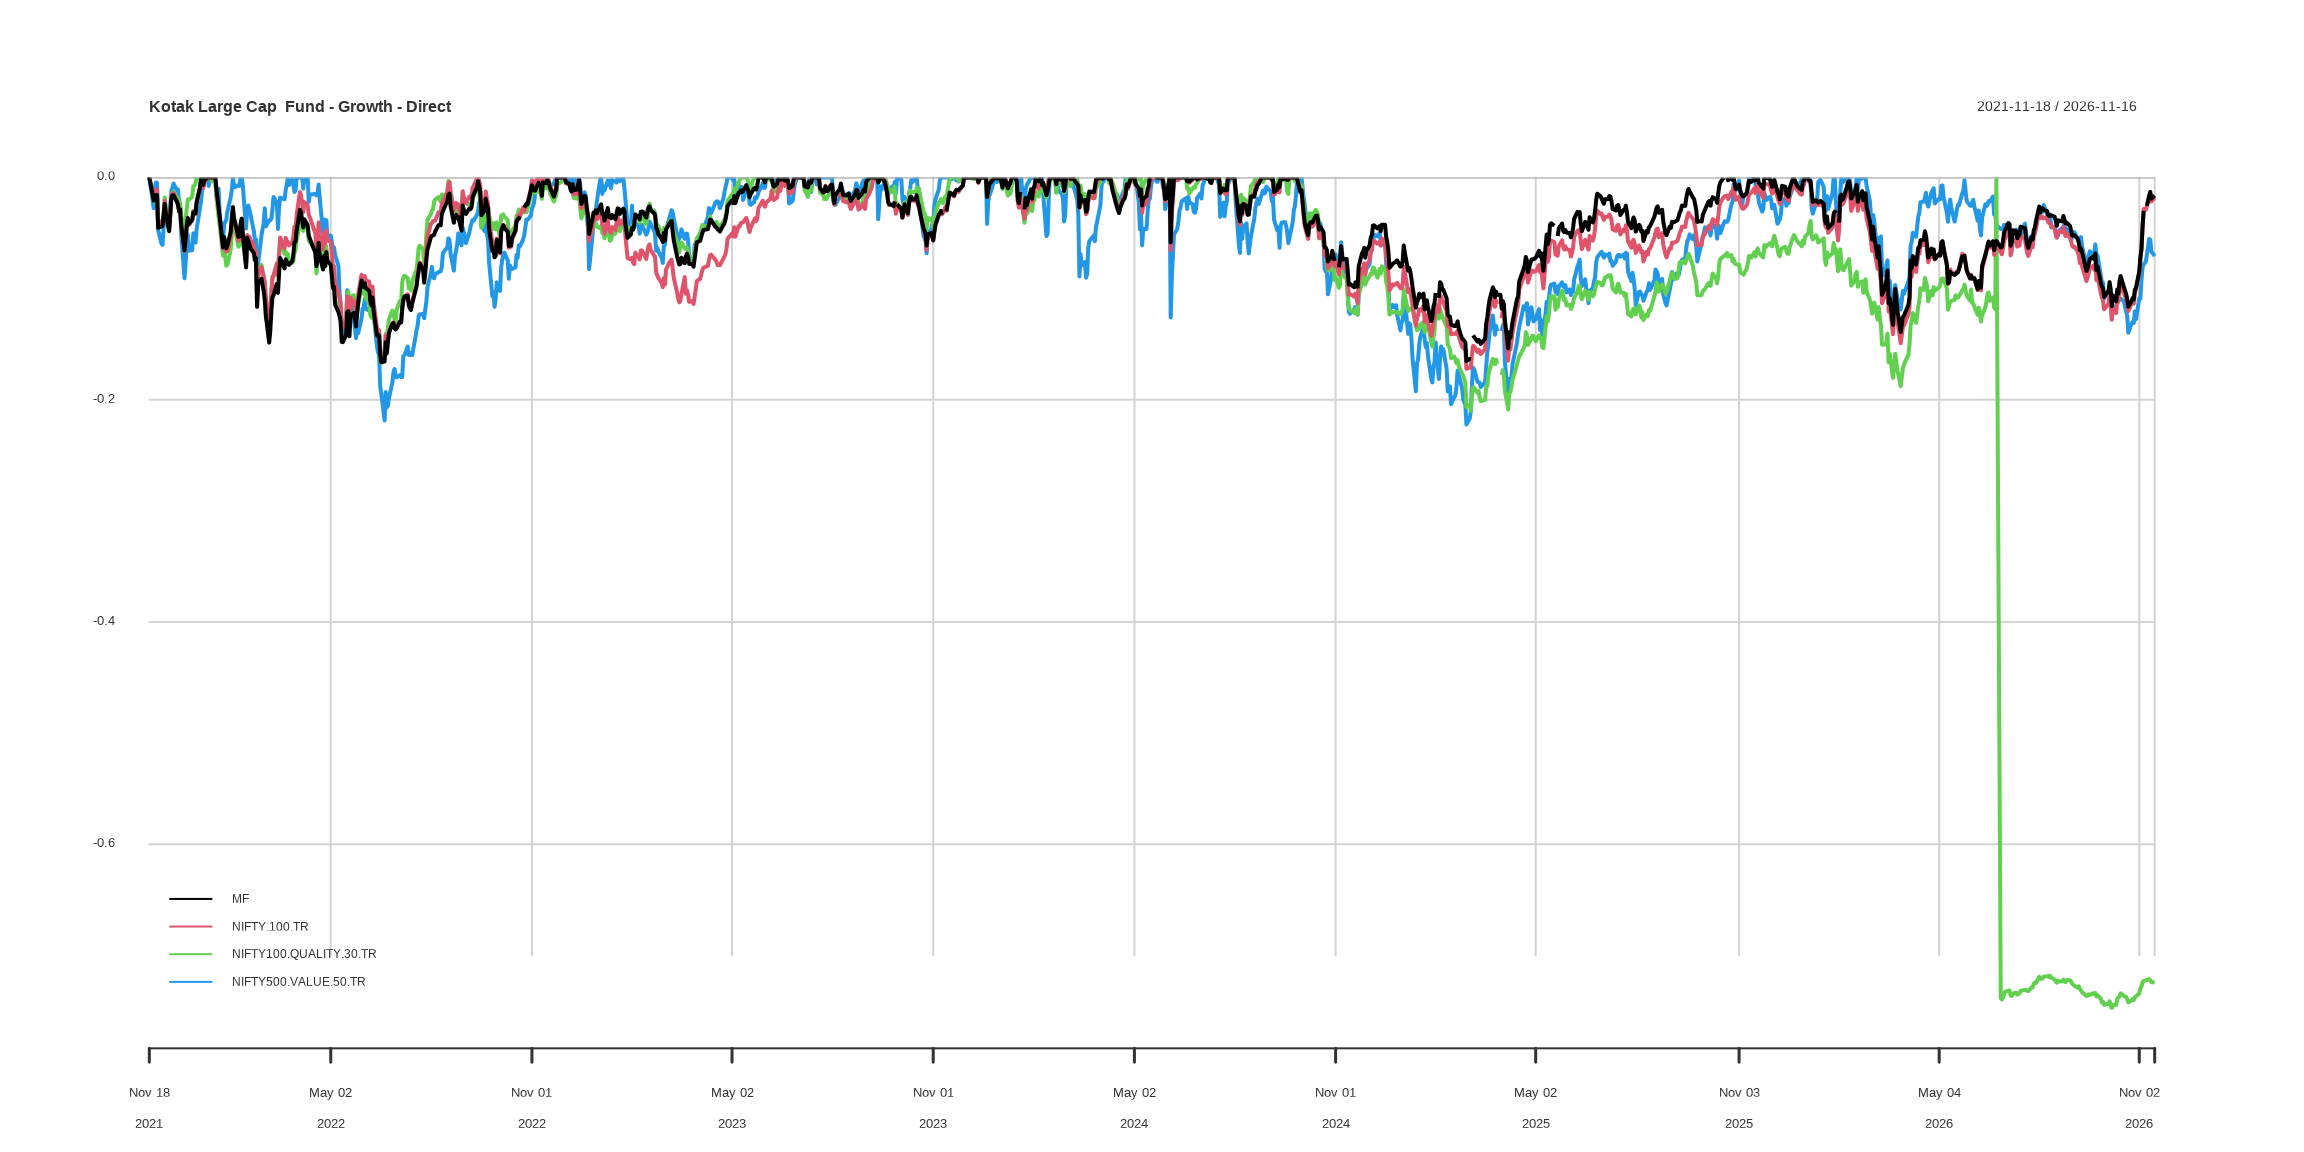 Kotak Large Cap  Fund - Growth - Direct
2021-11-18 / 2026-11-16
0.0
-0.2
-0.4
-0.6
MF
NIFTY.100.TR
NIFTY100.QUALITY.30.TR
NIFTY500.VALUE.50.TR
Nov 18 May 02 Nov 01 May 02 Nov 01 May 02 Nov 01 May 02 Nov 03 May 04 Nov 02
2021 2022 2022 2023 2023 2024 2024 2025 2025 2026 2026